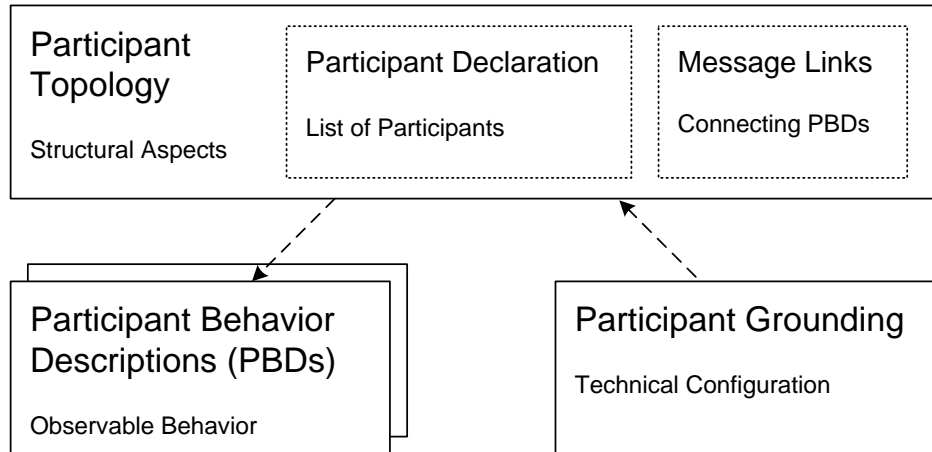 Participant
Topology
Structural Aspects
Participant Declaration
List of Participants
Message Links
Connecting PBDs
Participant Behavior
Descriptions (PBDs)
Observable Behavior
Participant Grounding
Technical Configuration